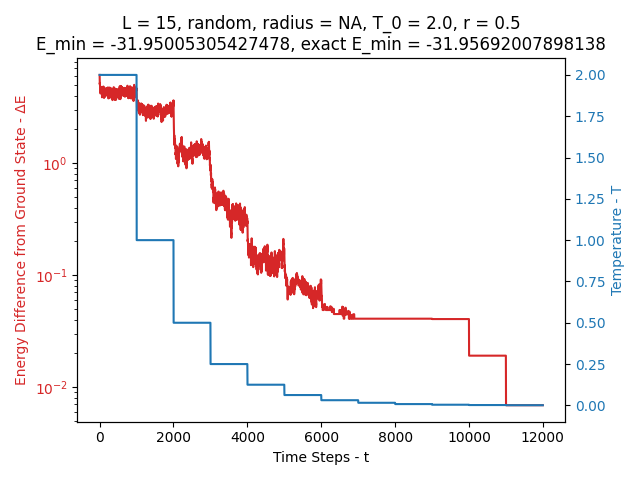 L = 15, random, radius = NA, T_0 = 2.0, r = 0.5
E_min = -31.95005305427478, exact E_min = -31.95692007898138
Energy Difference from Ground State - ΔE
10⁰
10⁻¹
10⁻²
2.00
1.75
1.50
1.25
1.00
0.75
0.50
0.25
0.00
Temperature - T
0 2000 4000 6000 8000 10000 12000
Time Steps - t